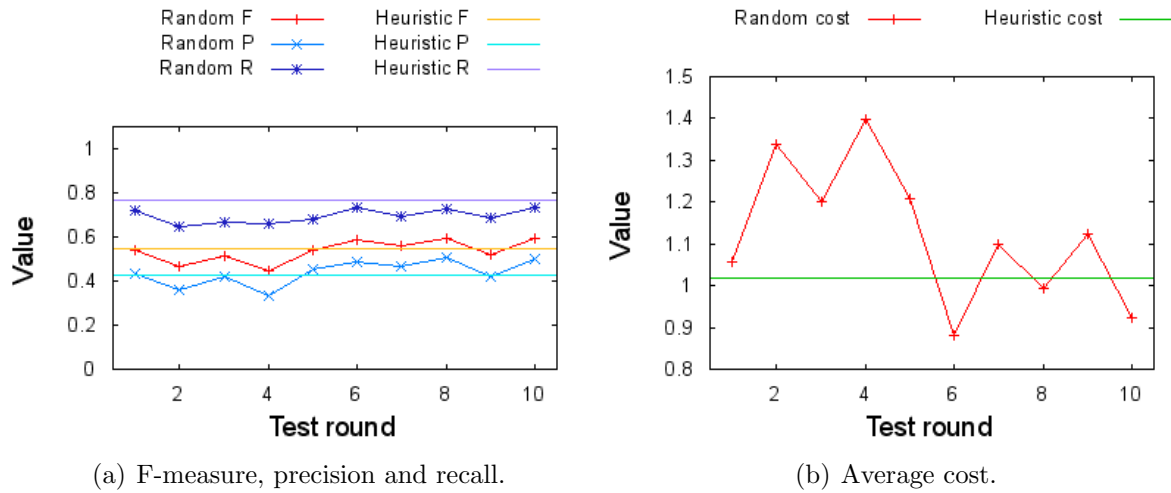 Random F Heuristic F
Random P Heuristic P
Random R Heuristic R
1
0.8
0.6
0.4
0.2
0
Value
2 4 6 8 10
Test round
(a) F-measure, precision and recall.
Random cost Heuristic cost
1.5
1.4
1.3
1.2
1.1
1
0.9
0.8
Value
2 4 6 8 10
Test round
(b) Average cost.